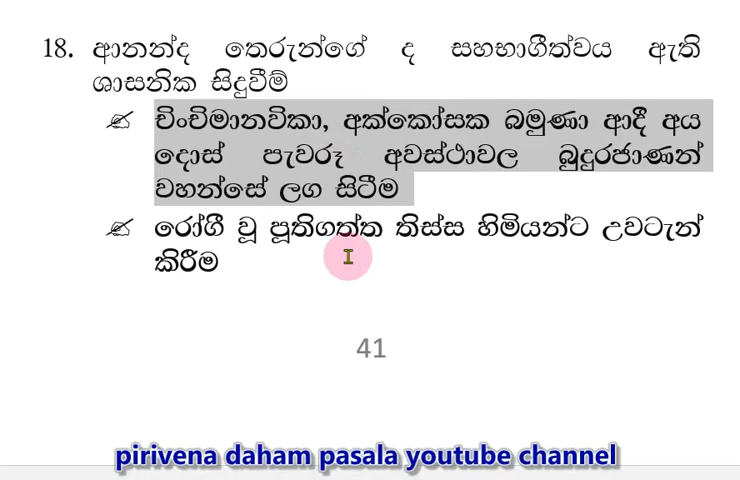 18. ආනන්ද තෙරුන්ගේ ද සහභාගීත්වය ඇති
ශාසනික සිදුවීම්
චිංචිමානවිකා, අක්කෝසක බමුණා ආදී අය
දොස් පැවරූ අවස්ථාවල බුදුරජාණන්
වහන්සේ ලග සිටීම
රෝගී වූ පූතිගත්ත තිස්ස හිමියන්ට උවටැන්
කිරීම
41
pirivena daham pasala youtube channel